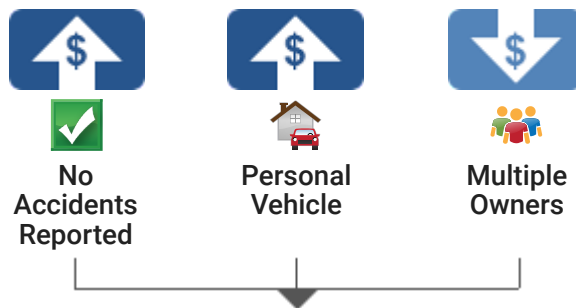 $ $ $
No
Accidents
Reported
Personal
Vehicle
Multiple
Owners